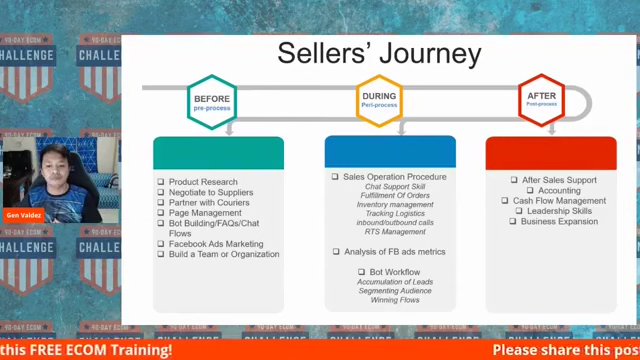 90-DAY ECOM
CHALLENGE
Sellers’ Journey
BEFORE
pre-process
DURING
Peri-process
AFTER
Post-process
Product Research
Negotiate to Suppliers
Partner with Couriers
Page Management
Bot Building/FAQs/Chat
Flows
Facebook Ads Marketing
Build a Team or Organization
Sales Operation Procedure
Chat Support Skill
Fulfillment Of Orders
Inventory management
Tracking Logistics
inbound/outbound calls
RTS Management
Analysis of FB ads metrics
Bot Workflow
Accumulation of Leads
Segmenting Audience
Winning Flows
After Sales Support
Accounting
Cash Flow Management
Leadership Skills
Business Expansion
Gen Valdez
this FREE ECOM Training!
Please share this post